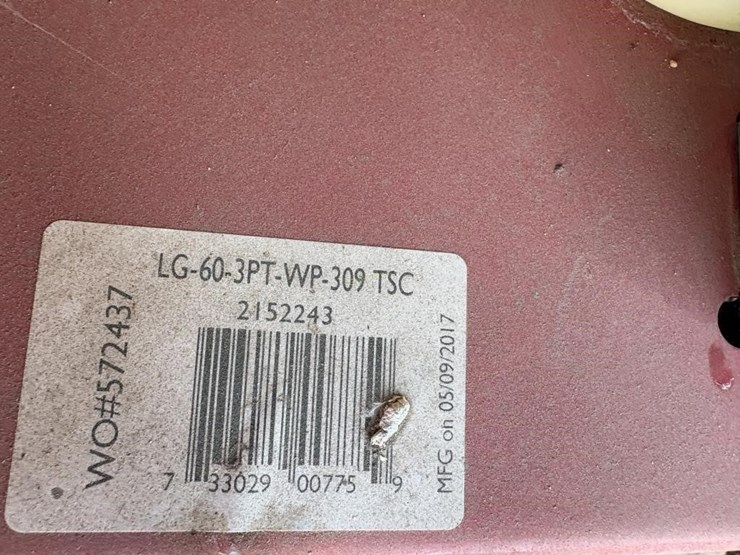 WO#572437
LG-60-3PT-WP-309 TSC
2152243
7 33029 00775 9
MFG on 05/09/2017